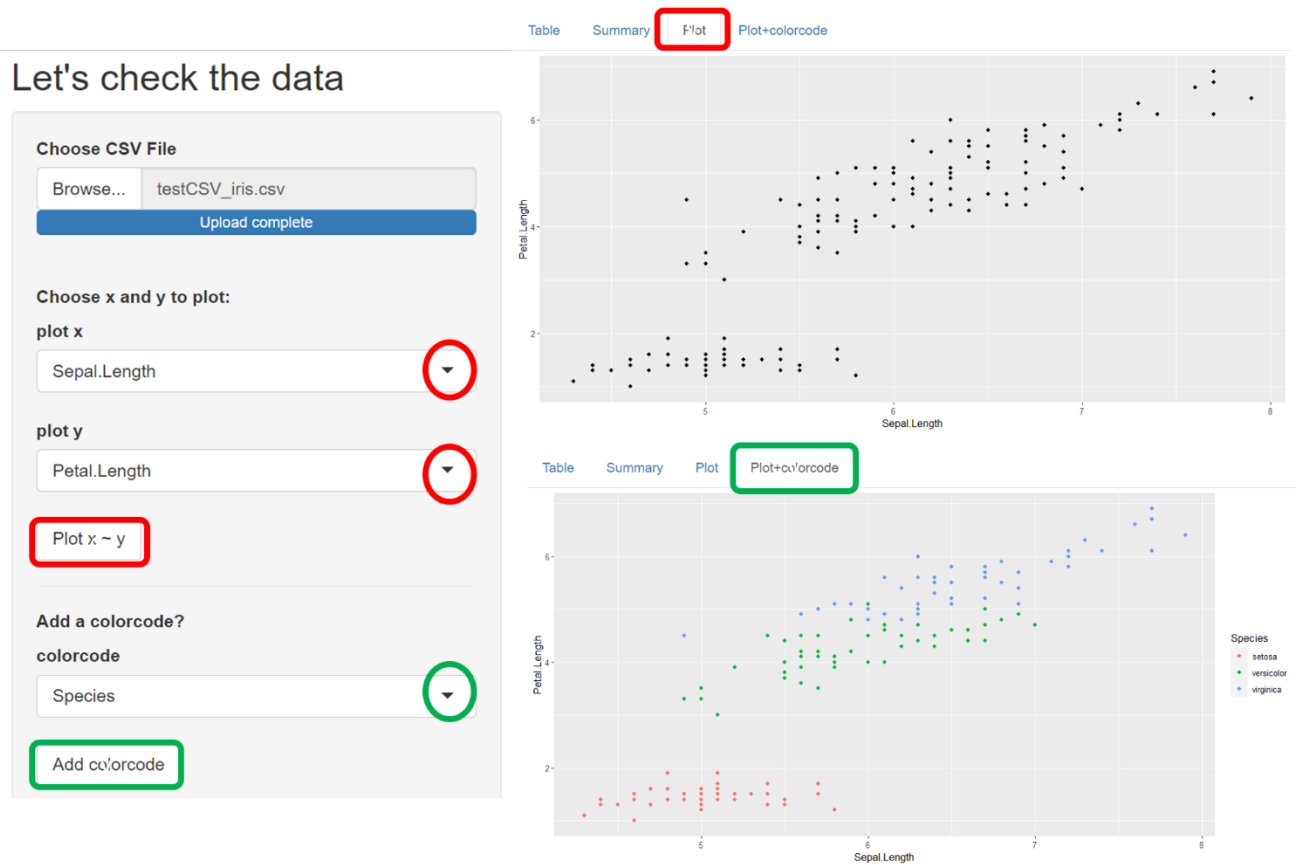 Let's check the data
Choose CSV File
Browse... testCSV_iris.csv
Upload complete
Choose x and y to plot:
plot x
Sepal.Length
plot y
Petal.Length
Plot x ~ y
Add a colorcode?
colorcode
Species
Add colorcode
Table Summary Plot Plot+colorcode
6
4
2
Petal.Length
5 6 7 8
Sepal.Length
Table Summary Plot Plot+colorcode
6
4
2
Petal.Length
5 6 7 8
Sepal.Length
Species
setosa
versicolor
virginica